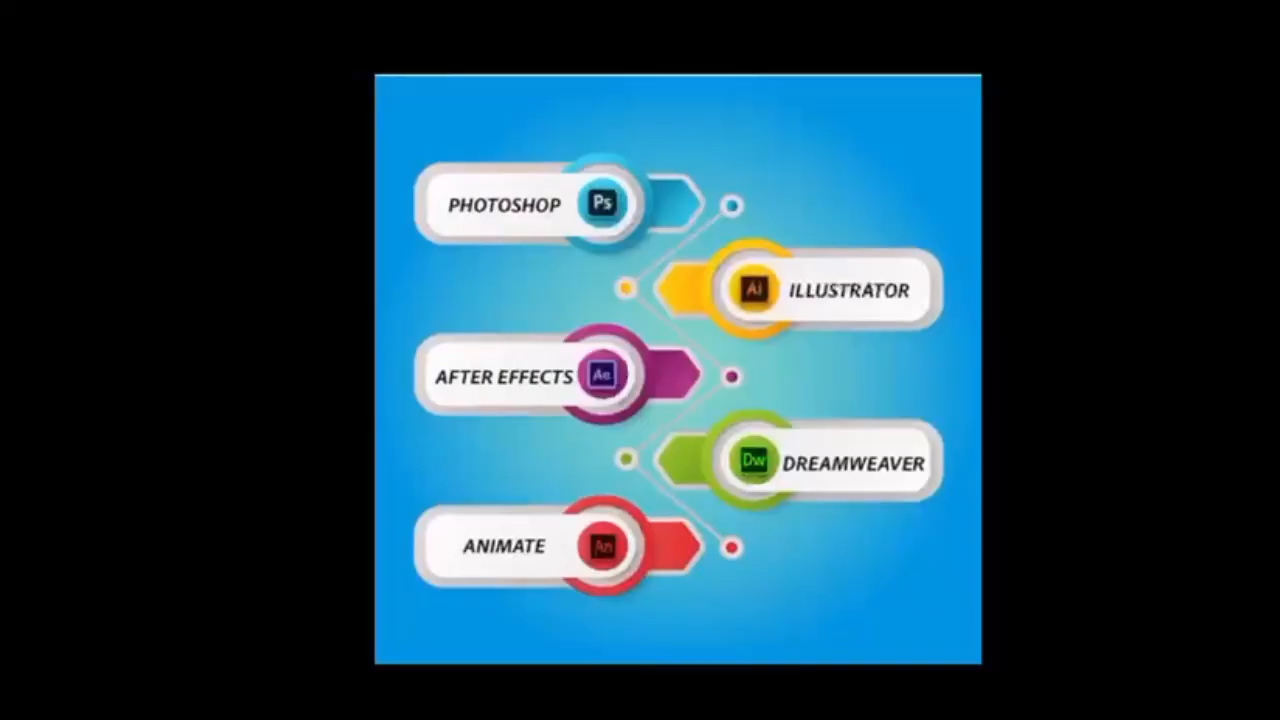 PHOTOSHOP Ps
Ai ILLUSTRATOR
AFTER EFFECTS Ae
Dw DREAMWEAVER
ANIMATE An